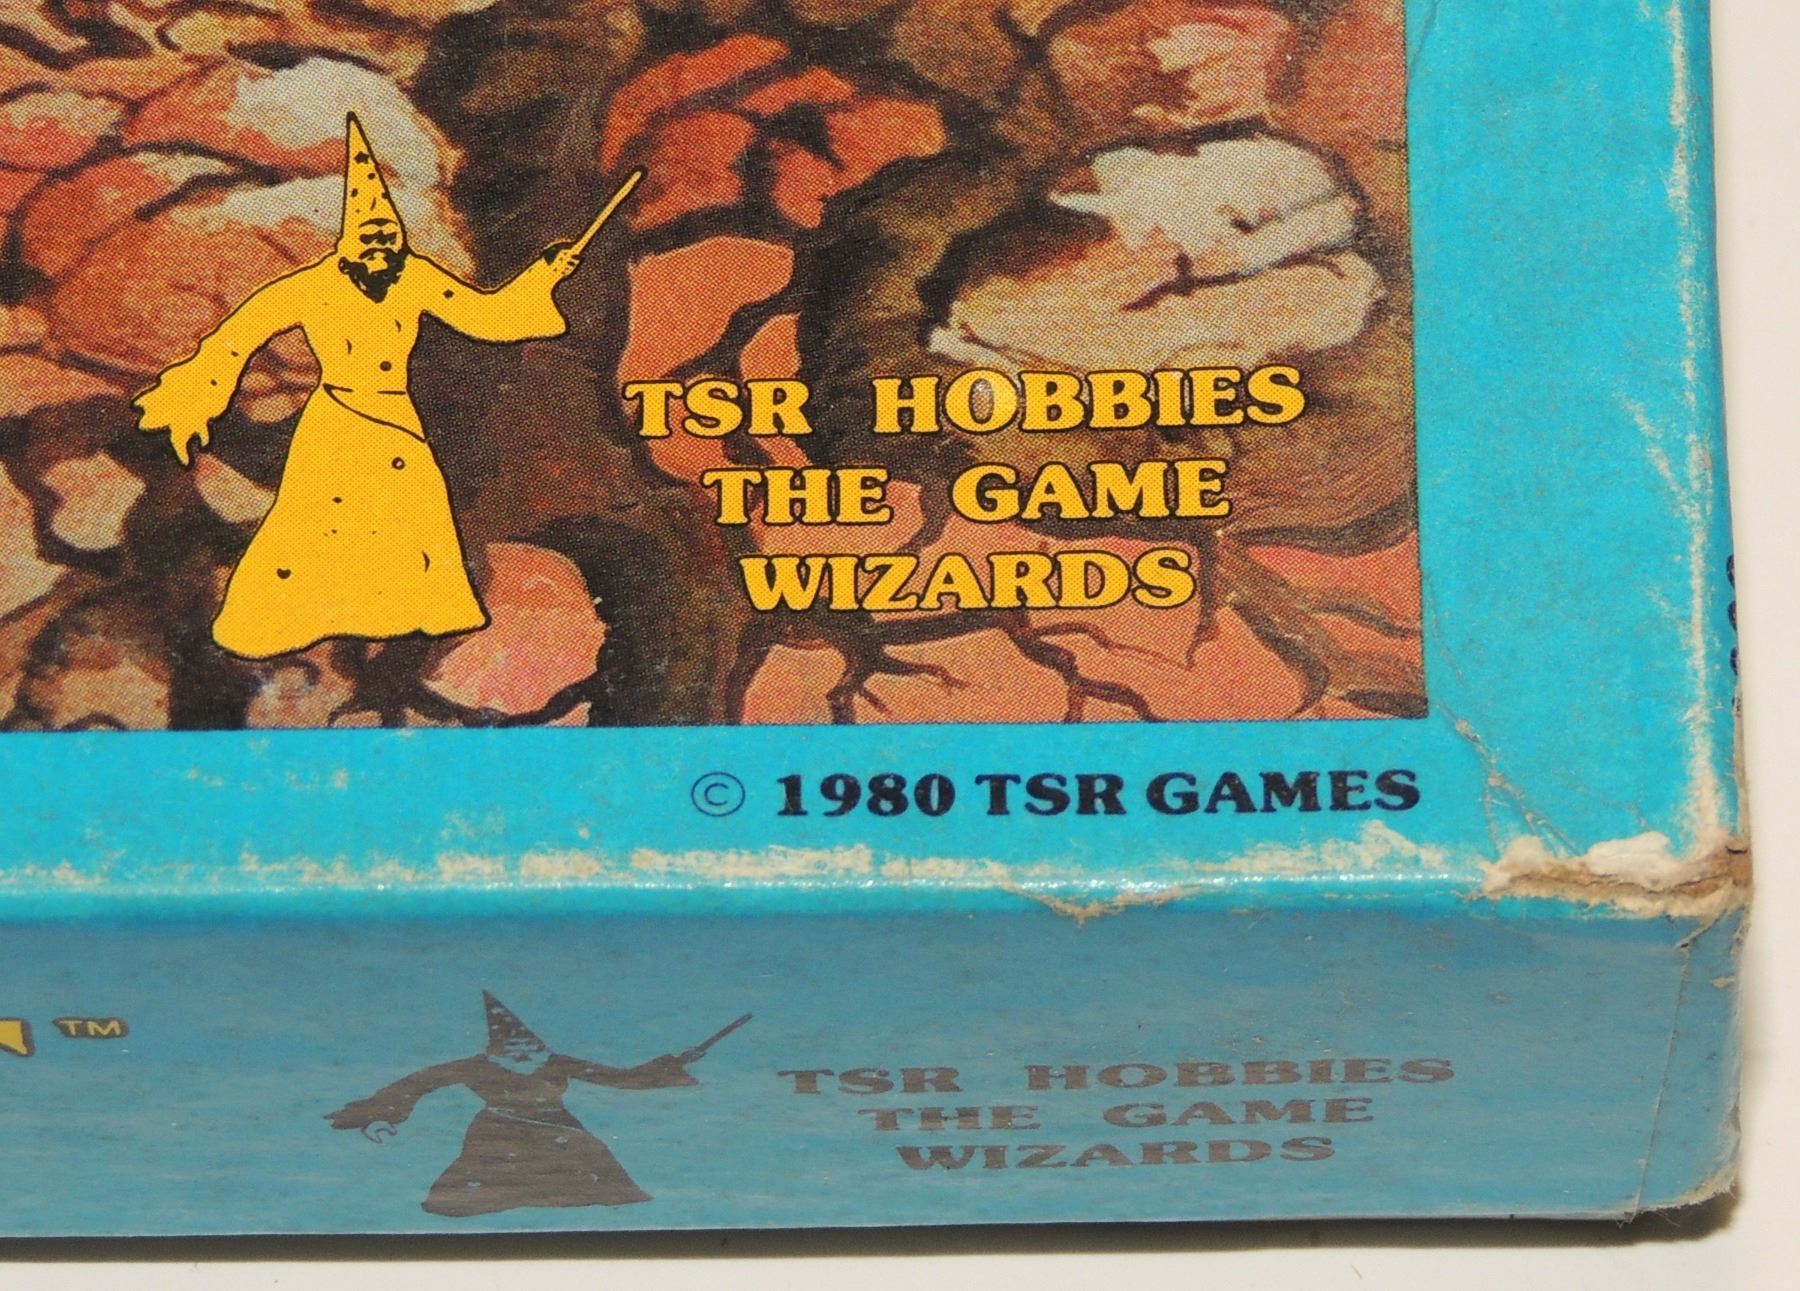 TSR HOBBIES
THE GAME
WIZARDS
© 1980 TSR GAMES
™
TSR HOBBIES
THE GAME
WIZARDS